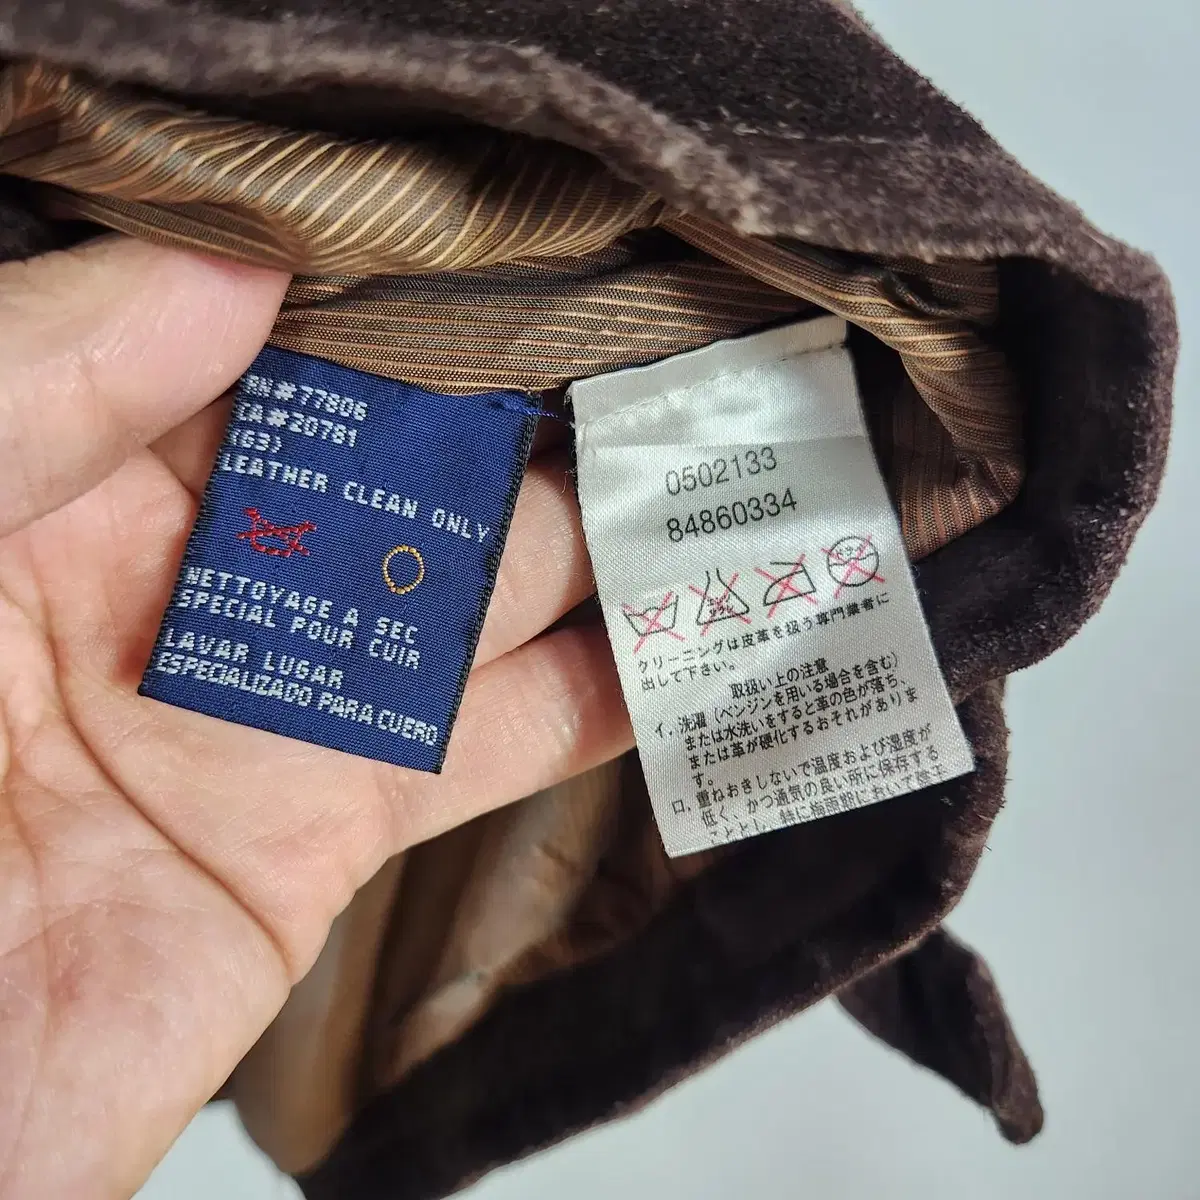 RN#77806
CA#20761
(63)
LEATHER CLEAN ONLY
NETTOYAGE A SEC
SPECIAL POUR CUIR
LAVAR LUGAR
ESPECIALIZADO PARA CUERO
0502133
84860334
クリーニングは皮革を扱う専門業者に
出して下さい。
取扱い上の注意
イ. 洗濯(ベンジンを用いる場合を含む)
または水洗いをすると革の色が落ち、
または革が硬化するおそれがありま
す。
ロ. 重ねおきしないで温度および湿度が
低く、かつ通気の良い所に保存する
こと